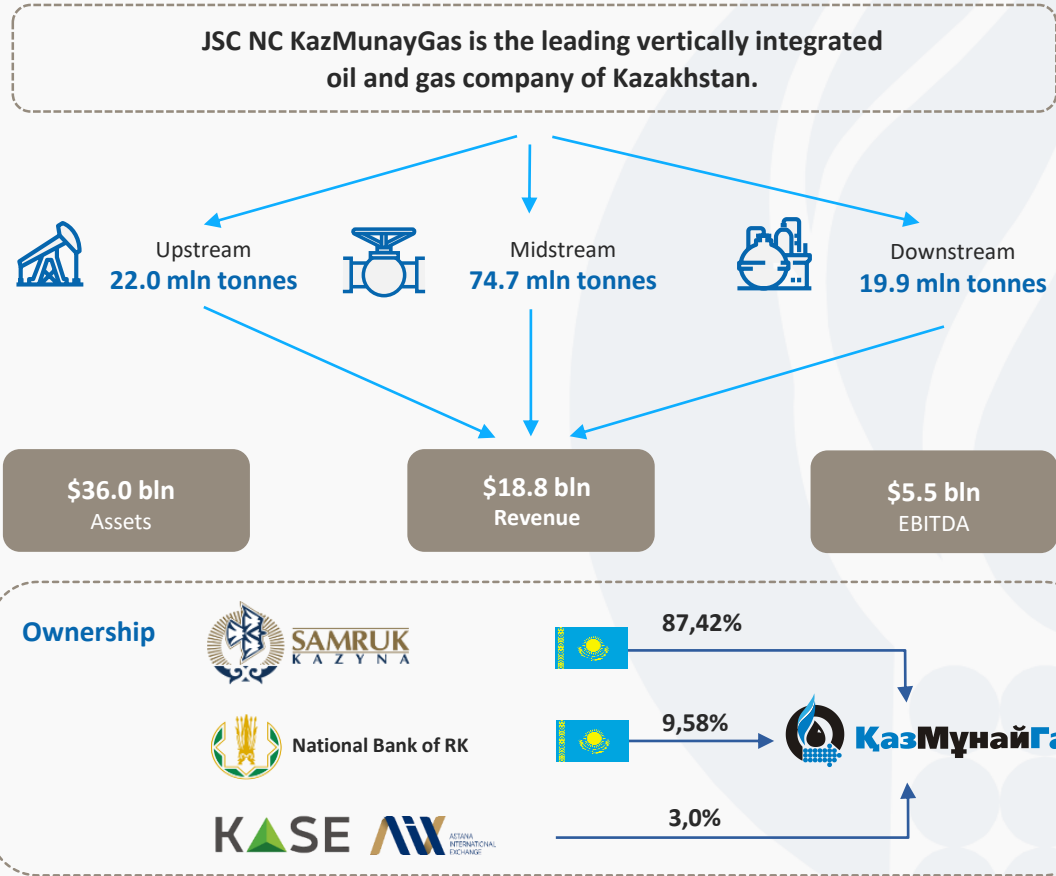 JSC NC KazMunayGas is the leading vertically integrated
oil and gas company of Kazakhstan.
Upstream
22.0 mln tonnes
Midstream
74.7 mln tonnes
Downstream
19.9 mln tonnes
$36.0 bln
Assets
$18.8 bln
Revenue
$5.5 bln
EBITDA
Ownership
SAMRUK
KAZYNA
87,42%
National Bank of RK
9,58%
ҚазМұнайГа
KASE
AIX
ASTANA
INTERNATIONAL
EXCHANGE
3,0%